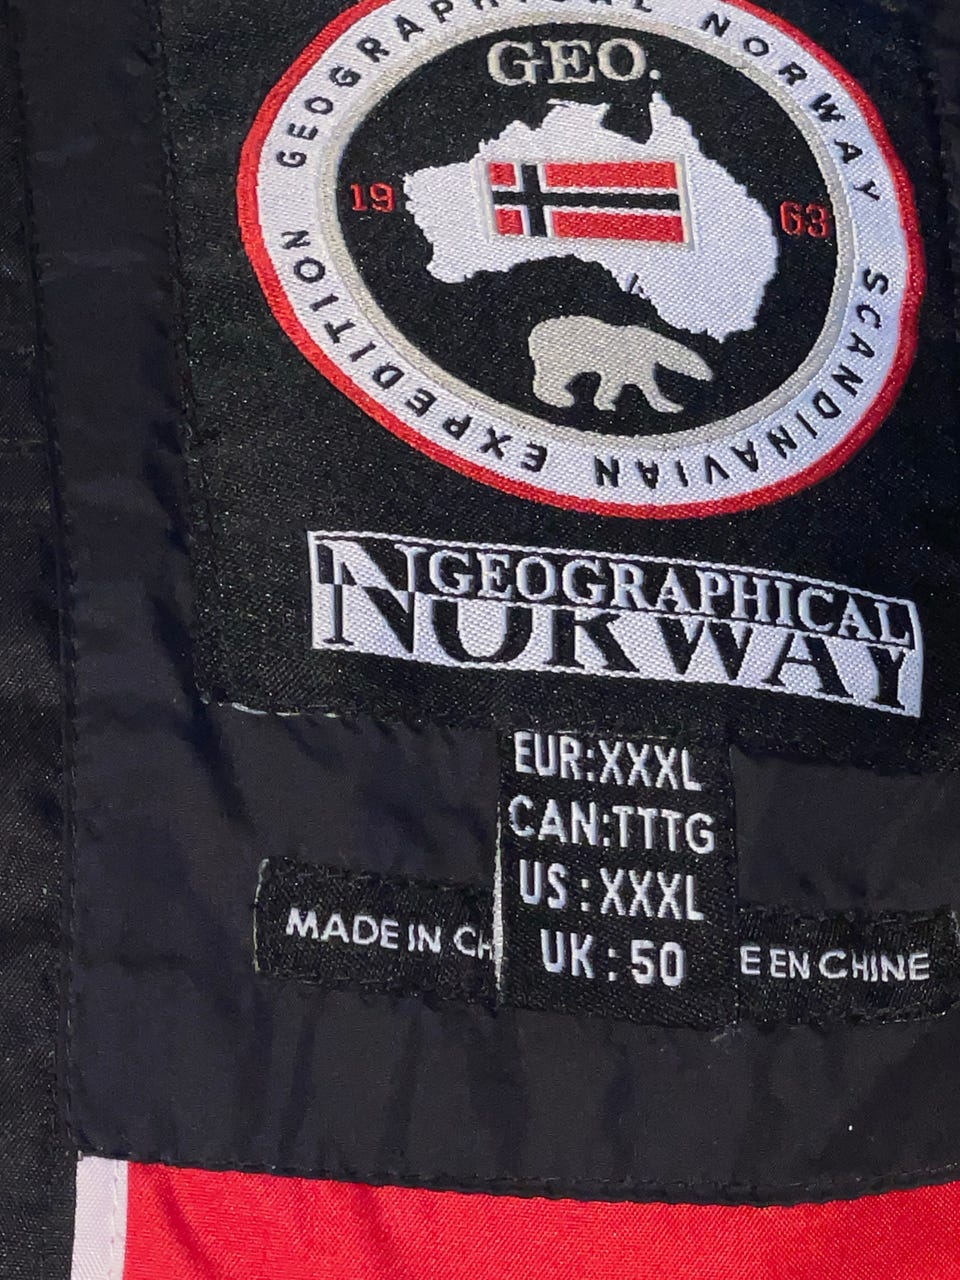 GEOGRAPHICAL NORWAY
SCANDINAVIAN EXPEDITION
GEO.
19 63
GEOGRAPHICAL
NORWAY
EUR:XXXL
CAN:TTTG
US:XXXL
UK:50
MADE IN CH
E EN CHINE